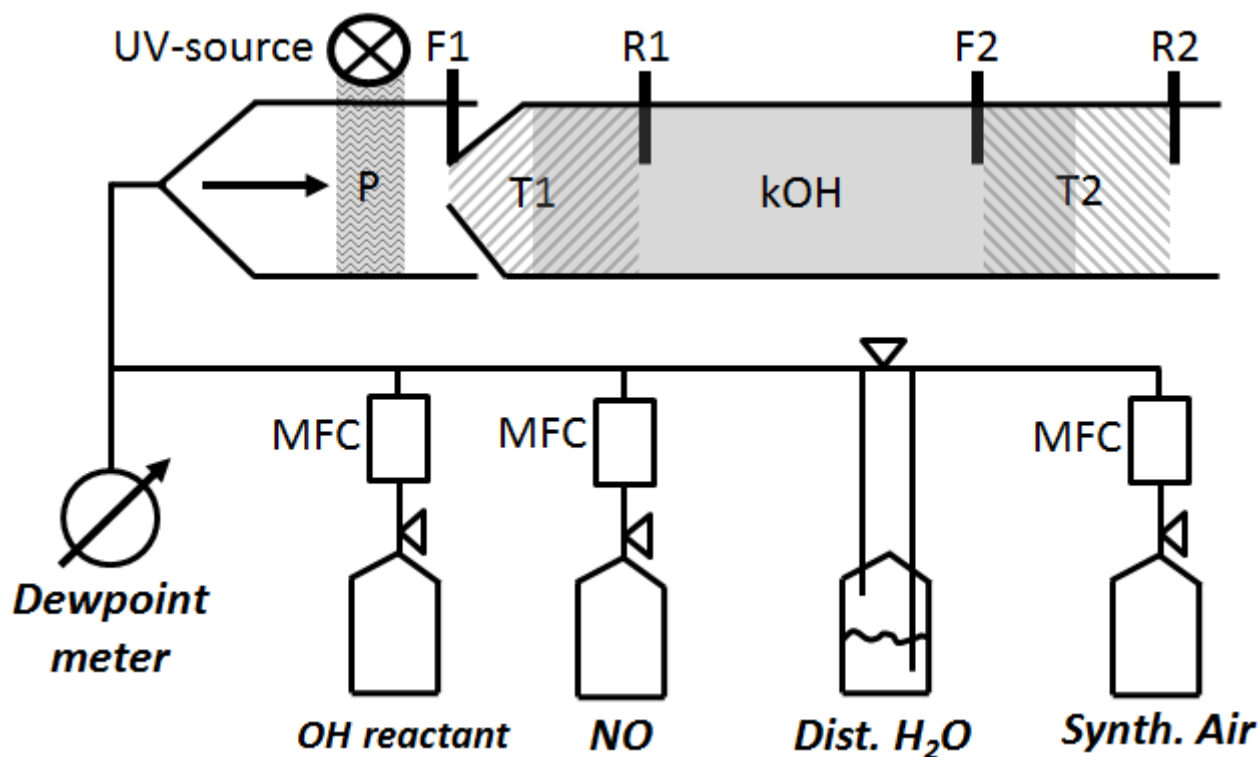 UV-source F1 R1 F2 R2
P T1 kOH T2
MFC MFC MFC
Dewpoint
meter
OH reactant NO Dist. H₂O Synth. Air